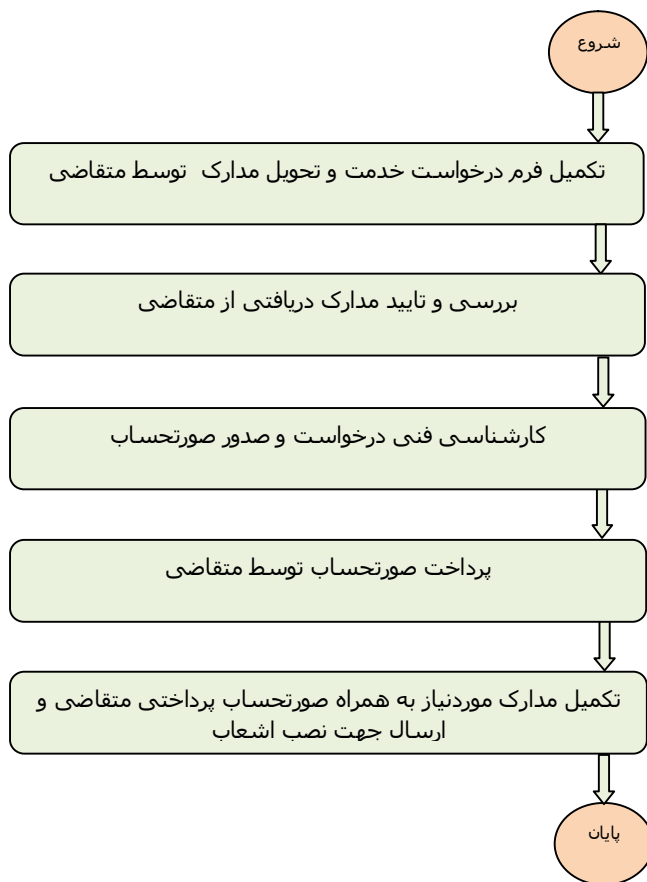 شروع
تکمیل فرم درخواست خدمت و تحویل مدارک توسط متقاضی
بررسی و تایید مدارک دریافتی از متقاضی
کارشناسی فنی درخواست و صدور صورتحساب
پرداخت صورتحساب توسط متقاضی
تکمیل مدارک موردنیاز به همراه صورتحساب پرداختی متقاضی و
ارسال جهت نصب اشعاب
پایان